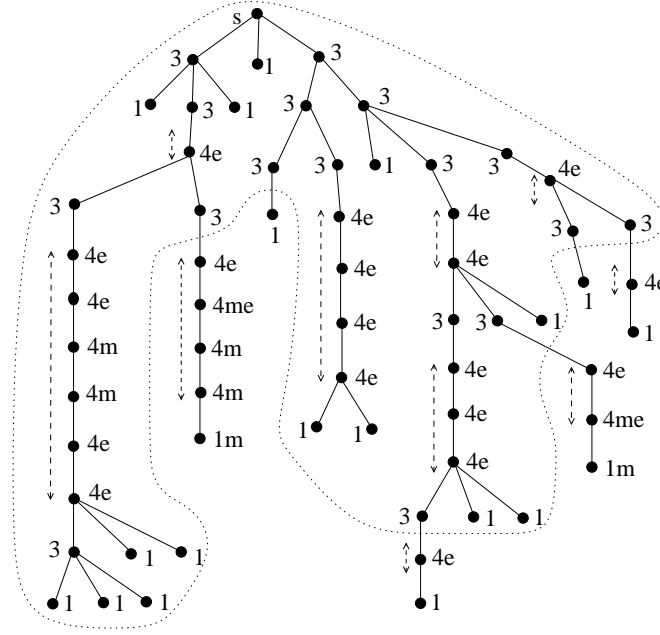 s
3 1 3
1 3 1 3 3
4e 3 3 1 3 3 4e
3 3 1 4e 4e 3 3
4e 4e 4e 4e 1 4e
4e 4me 4e 3 3 1 1
4m 4m 4e 4e 4e
4m 4m 4e 4e 4me
4e 1m 1 1 4e 1m
4e 3 1 1
3 1 1 4e
1 1 1 1